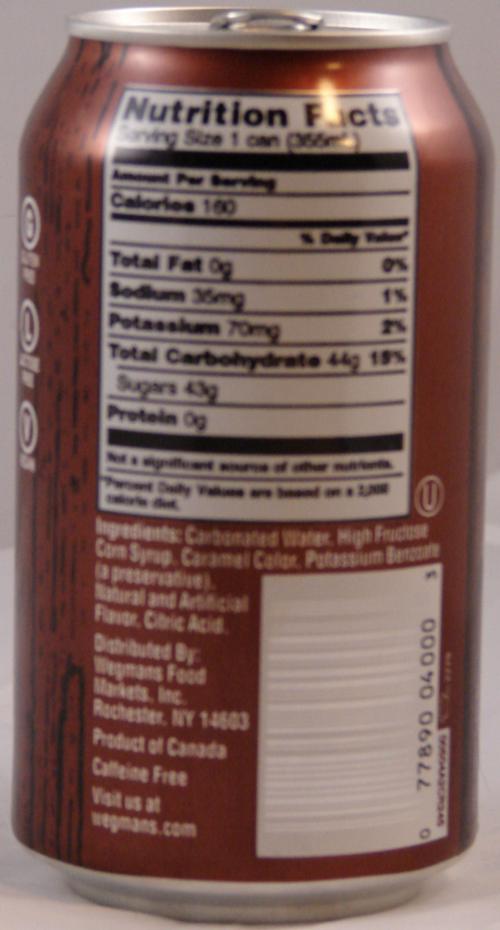 Nutrition Facts
Serving Size 1 can (355mL)
Amount Per Serving
Calories 160
% Daily Value*
Total Fat 0g 0%
Sodium 35mg 1%
Potassium 70mg 2%
Total Carbohydrate 44g 15%
Sugars 43g
Protein 0g
Not a significant source of other nutrients.
*Percent Daily Values are based on a 2,000
calorie diet.
U
Ingredients: Carbonated Water, High Fructose
Corn Syrup, Caramel Color, Potassium Benzoate
(a preservative),
Natural and Artificial
Flavor, Citric Acid.
Distributed By:
Wegmans Food
Markets, Inc.
Rochester, NY 14603
Product of Canada
Caffeine Free
Visit us at
wegmans.com
0 77890 04000 3
G
L
V